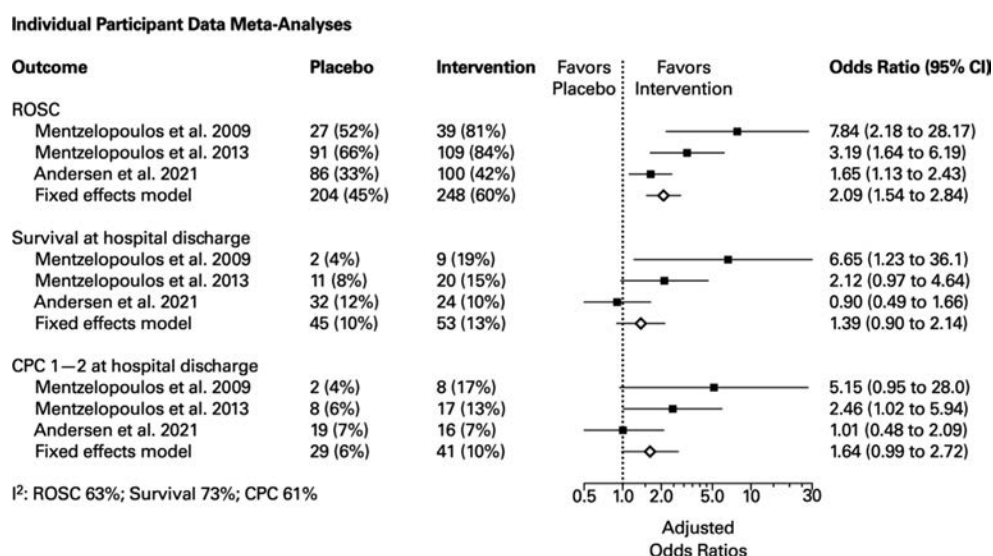 Individual Participant Data Meta-Analyses
Outcome Placebo Intervention Favors Placebo Favors Intervention Odds Ratio (95% CI)
ROSC
Mentzelopoulos et al. 2009 27 (52%) 39 (81%) 7.84 (2.18 to 28.17)
Mentzelopoulos et al. 2013 91 (66%) 109 (84%) 3.19 (1.64 to 6.19)
Andersen et al. 2021 86 (33%) 100 (42%) 1.65 (1.13 to 2.43)
Fixed effects model 204 (45%) 248 (60%) 2.09 (1.54 to 2.84)
Survival at hospital discharge
Mentzelopoulos et al. 2009 2 (4%) 9 (19%) 6.65 (1.23 to 36.1)
Mentzelopoulos et al. 2013 11 (8%) 20 (15%) 2.12 (0.97 to 4.64)
Andersen et al. 2021 32 (12%) 24 (10%) 0.90 (0.49 to 1.66)
Fixed effects model 45 (10%) 53 (13%) 1.39 (0.90 to 2.14)
CPC 1—2 at hospital discharge
Mentzelopoulos et al. 2009 2 (4%) 8 (17%) 5.15 (0.95 to 28.0)
Mentzelopoulos et al. 2013 8 (6%) 17 (13%) 2.46 (1.02 to 5.94)
Andersen et al. 2021 19 (7%) 16 (7%) 1.01 (0.48 to 2.09)
Fixed effects model 29 (6%) 41 (10%) 1.64 (0.99 to 2.72)
I²: ROSC 63%; Survival 73%; CPC 61%
0.5 1.0 2.0 5.0 10 30
Adjusted
Odds Ratios